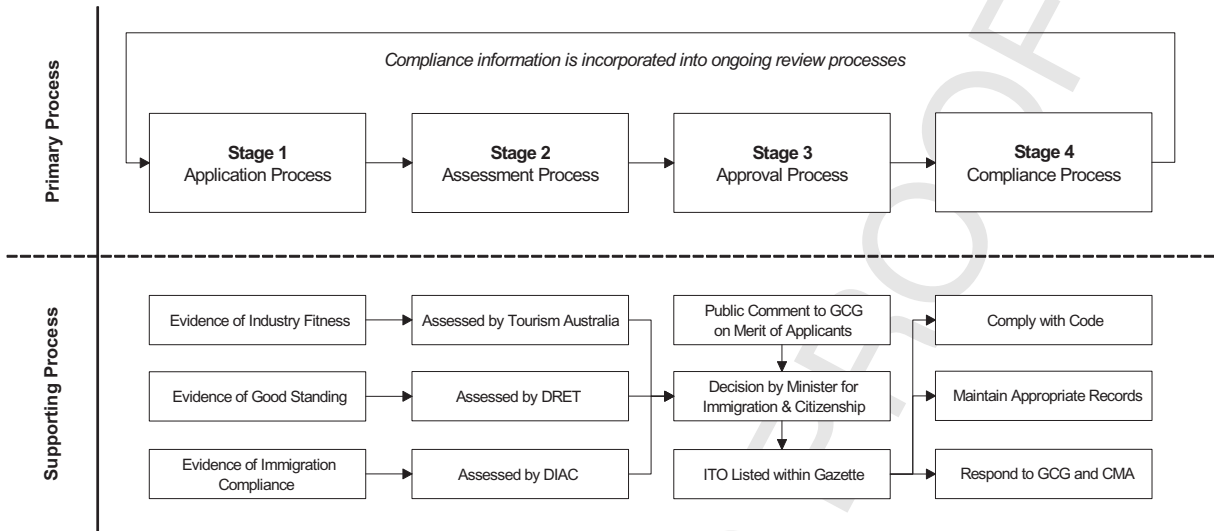 Primary Process
Compliance information is incorporated into ongoing review processes
Stage 1
Application Process
Stage 2
Assessment Process
Stage 3
Approval Process
Stage 4
Compliance Process
Supporting Process
Evidence of Industry Fitness
Assessed by Tourism Australia
Public Comment to GCG
on Merit of Applicants
Comply with Code
Evidence of Good Standing
Assessed by DRET
Decision by Minister for
Immigration & Citizenship
Maintain Appropriate Records
Evidence of Immigration
Compliance
Assessed by DIAC
ITO Listed within Gazette
Respond to GCG and CMA
PROOF